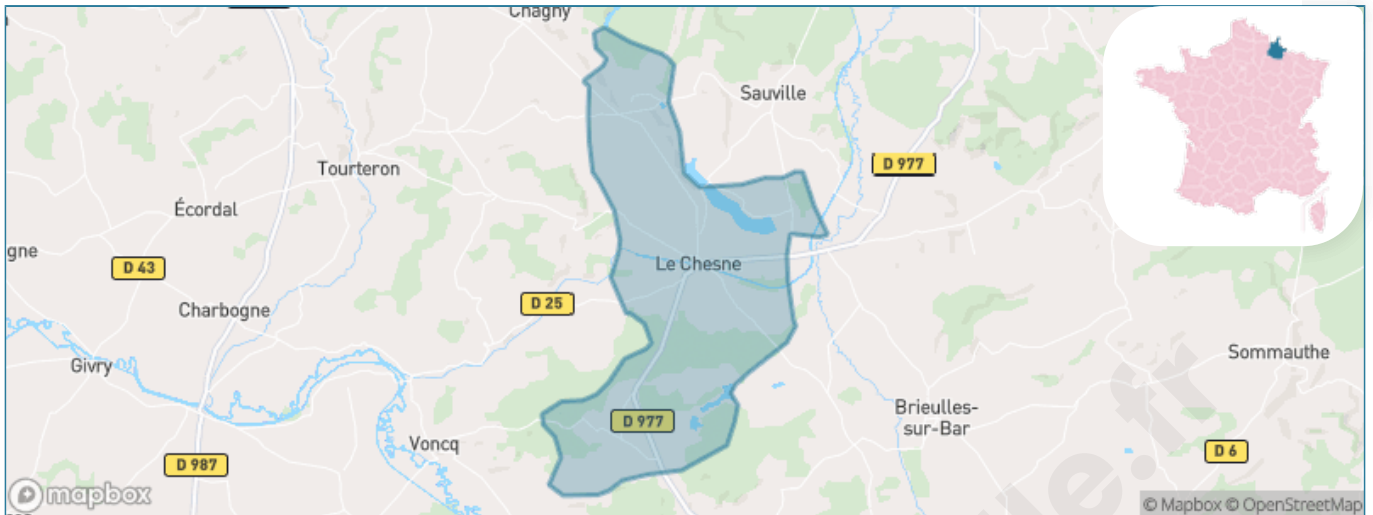 Chagny
Sauville
D 977
Tourteron
Écordal
gne
Le Chesne
D 43
D 25
Charbogne
Sommauthe
Givry
Brieulles-
sur-Bar
D 977
Voncq
D 6
D 987
mapbox
© Mapbox © OpenStreetMap